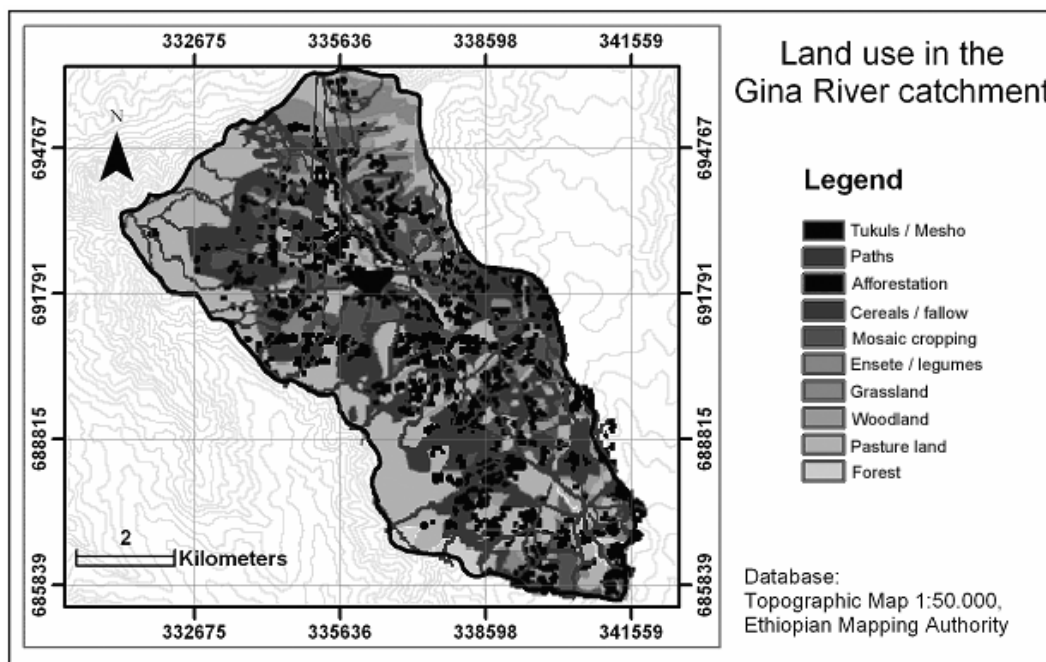 332675 335636 338598 341559
Land use in the
Gina River catchment
N
694767 694767
691791 691791
688815 688815
685839 685839
2
Kilometers
332675 335636 338598 341559
Legend
Tukuls / Mesho
Paths
Afforestation
Cereals / fallow
Mosaic cropping
Ensete / legumes
Grassland
Woodland
Pasture land
Forest
Database:
Topographic Map 1:50.000,
Ethiopian Mapping Authority